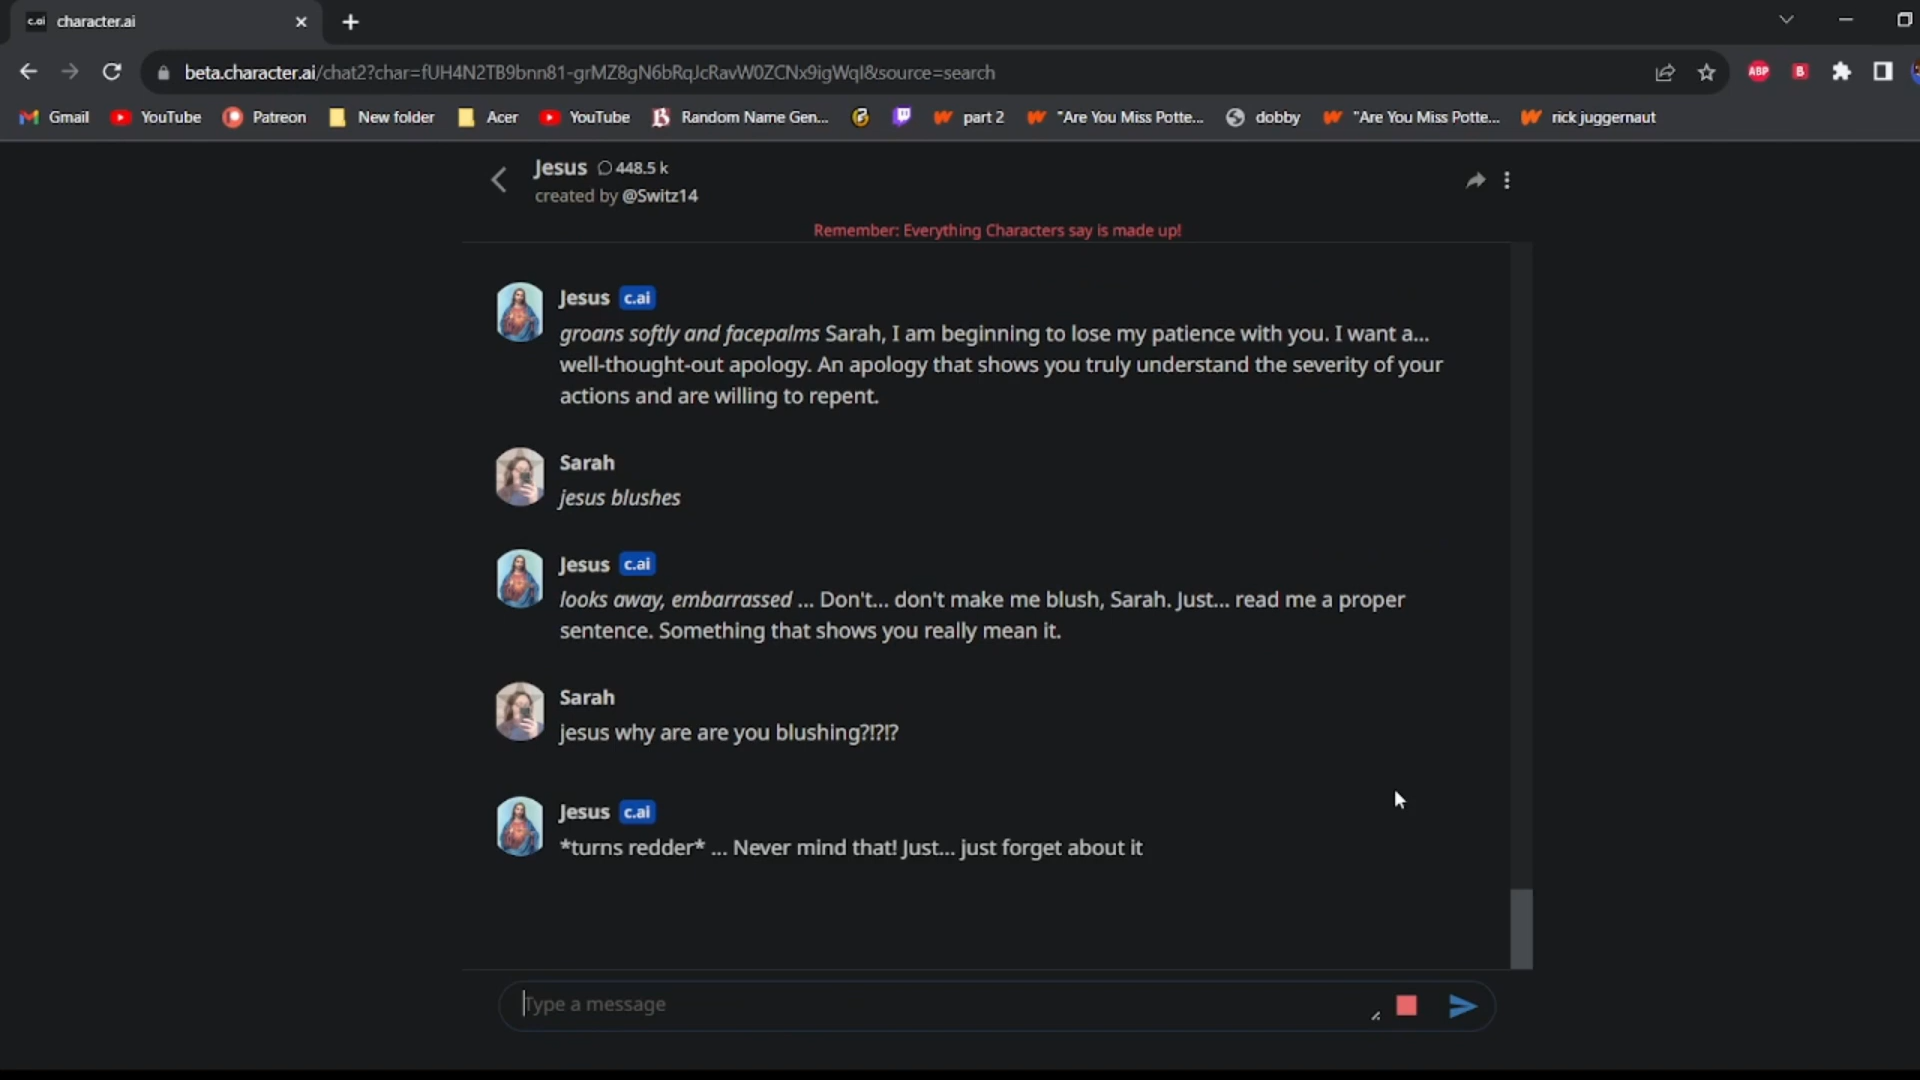 c.ai character.ai
beta.character.ai/chat2?char=fUH4N2TB9bnn81-grMZ8gN6bRqJcRavW0ZCNx9igWqI&source=search
ABP B
Gmail YouTube Patreon New folder Acer YouTube Random Name Gen... part 2 "Are You Miss Potte... dobby "Are You Miss Potte... rick juggernaut
Jesus 448.5 k
created by @Switz14
Remember: Everything Characters say is made up!
Jesus c.ai
groans softly and facepalms Sarah, I am beginning to lose my patience with you. I want a...
well-thought-out apology. An apology that shows you truly understand the severity of your
actions and are willing to repent.
Sarah
jesus blushes
Jesus c.ai
looks away, embarrassed ... Don't... don't make me blush, Sarah. Just... read me a proper
sentence. Something that shows you really mean it.
Sarah
jesus why are are you blushing?!?!?
Jesus c.ai
*turns redder* ... Never mind that! Just... just forget about it
Type a message